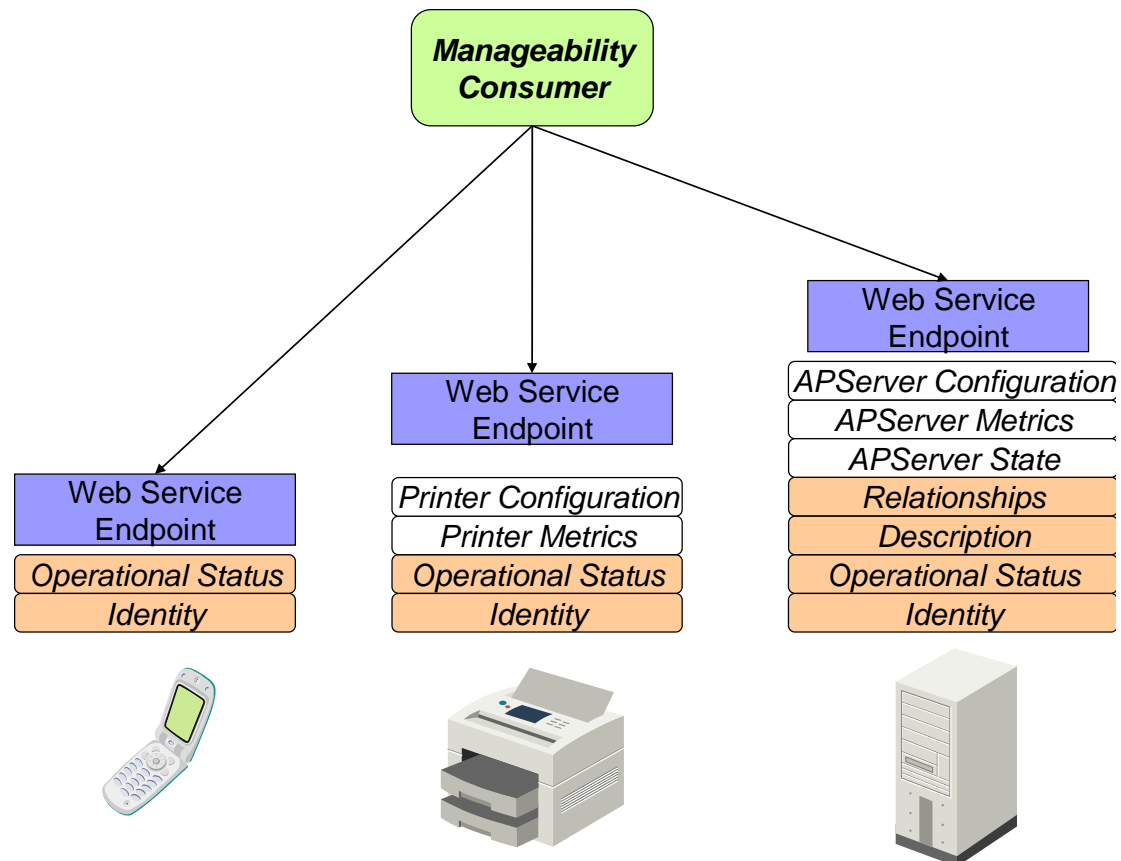 Manageability
Consumer
Web Service
Endpoint
Operational Status
Identity
Web Service
Endpoint
Printer Configuration
Printer Metrics
Operational Status
Identity
Web Service
Endpoint
APServer Configuration
APServer Metrics
APServer State
Relationships
Description
Operational Status
Identity